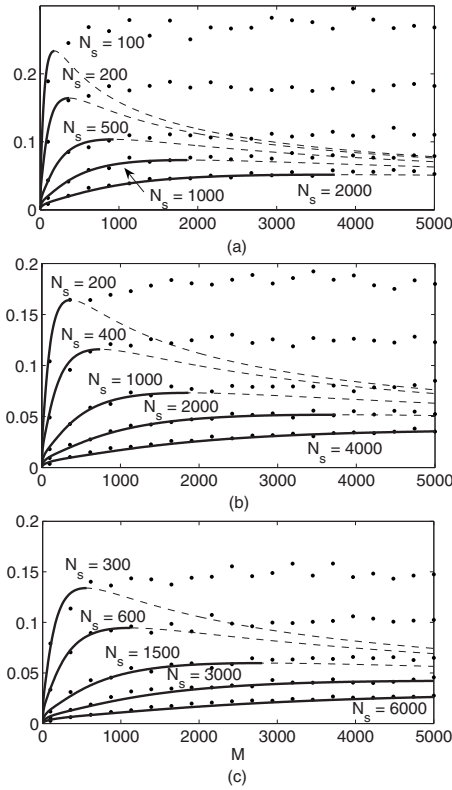 N_s = 100
0.2
N_s = 200
N_s = 500
0.1
N_s = 1000
N_s = 2000
0
0 1000 2000 3000 4000 5000
(a)
0.2
N_s = 200
0.15
N_s = 400
0.1
N_s = 1000
N_s = 2000
0.05
N_s = 4000
0
0 1000 2000 3000 4000 5000
(b)
0.2
N_s = 300
0.15
N_s = 600
0.1
N_s = 1500
N_s = 3000
0.05
N_s = 6000
0
0 1000 2000 3000 4000 5000
M
(c)